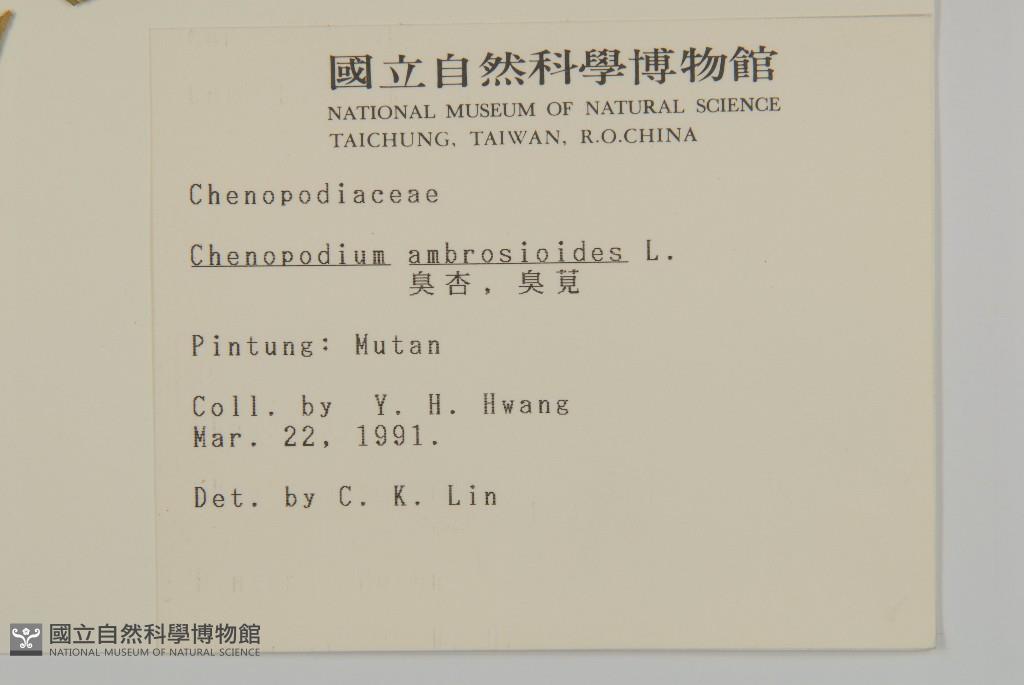 國立自然科學博物館
NATIONAL MUSEUM OF NATURAL SCIENCE
TAICHUNG, TAIWAN, R.O.CHINA
Chenopodiaceae
Chenopodium ambrosioides L.
臭杏, 臭莧
Pintung: Mutan
Coll. by Y. H. Hwang
Mar. 22, 1991.
Det. by C. K. Lin
國立自然科學博物館
NATIONAL MUSEUM OF NATURAL SCIENCE